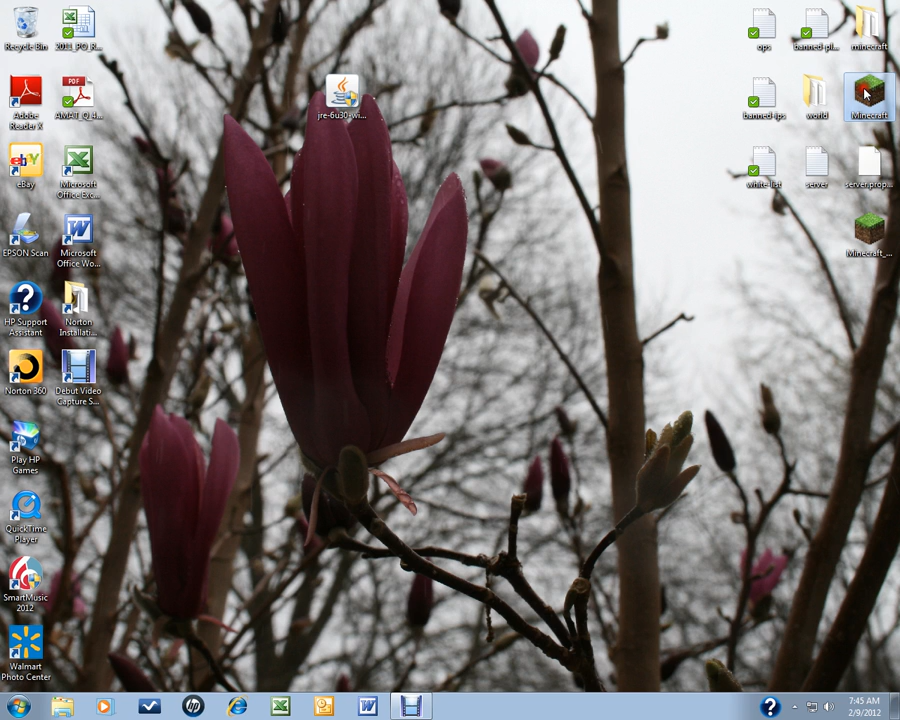 Recycle Bin
2011_PO_R...
Adobe
Reader X
PDF
AMAT_Q_4...
ebY
eBay
Microsoft
Office Exc...
EPSON Scan
Microsoft
Office Wo...
HP Support
Assistant
Norton
Installati...
Norton 360
Debut Video
Capture S...
Play HP
Games
QuickTime
Player
SmartMusic
2012
Walmart
Photo Center
jre-6u30-wi...
ops
banned-pl...
minecraft
banned-ips
world
Minecraft
white-list
server
server.prop...
Minecraft_...
hp
7:45 AM
2/9/2012